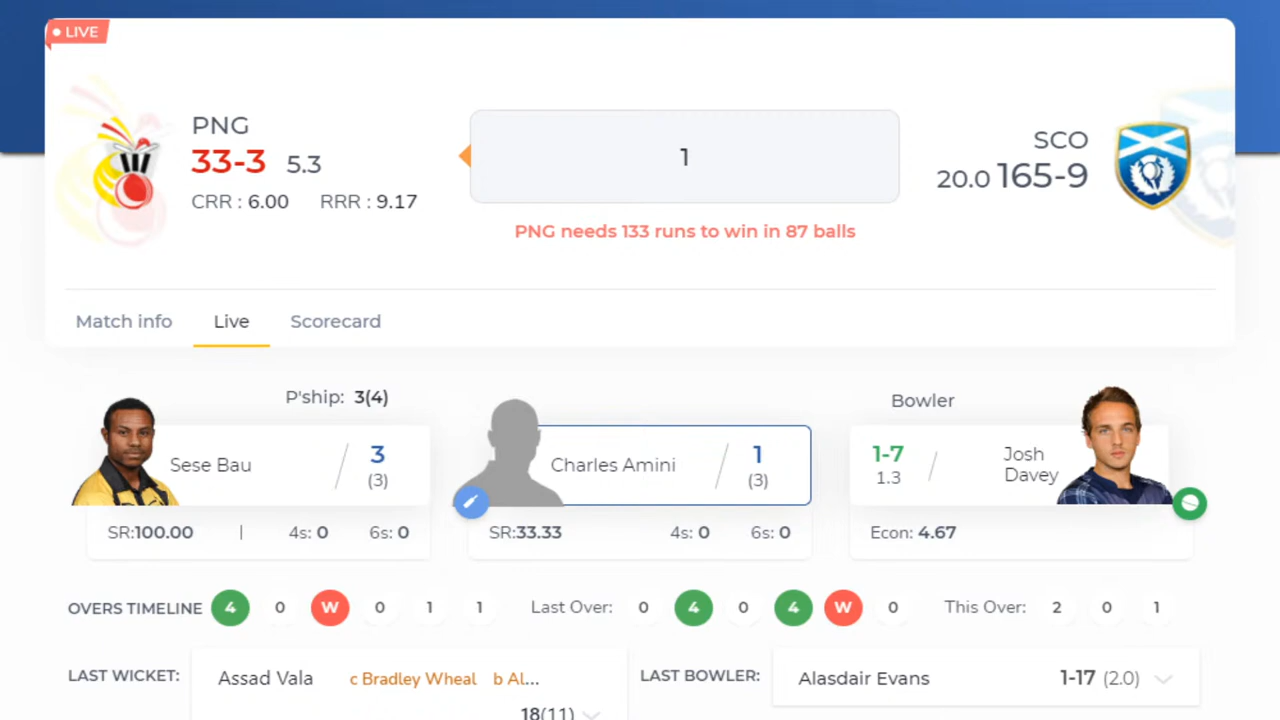 LIVE
PNG
33-3 5.3
CRR : 6.00 RRR : 9.17
1
PNG needs 133 runs to win in 87 balls
SCO
20.0 165-9
Match info Live Scorecard
P'ship: 3(4)
Sese Bau 3 (3)
SR:100.00 | 4s: 0 6s: 0
Charles Amini 1 (3)
SR:33.33 4s: 0 6s: 0
Bowler
1-7 1.3 Josh Davey
Econ: 4.67
OVERS TIMELINE 4 0 W 0 1 1 Last Over: 0 4 0 4 W 0 This Over: 2 0 1
LAST WICKET: Assad Vala c Bradley Wheal b Al...
18(11)
LAST BOWLER: Alasdair Evans 1-17 (2.0)